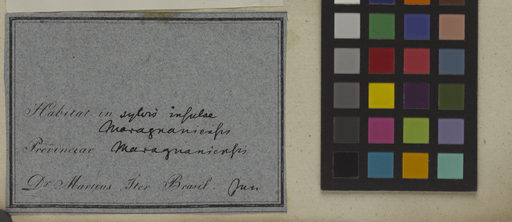 Habitat in sylvis insulae
Maragnaniensis
Provinciae Maragnaniensis
Dr. Martius Iter Brasil. Jun